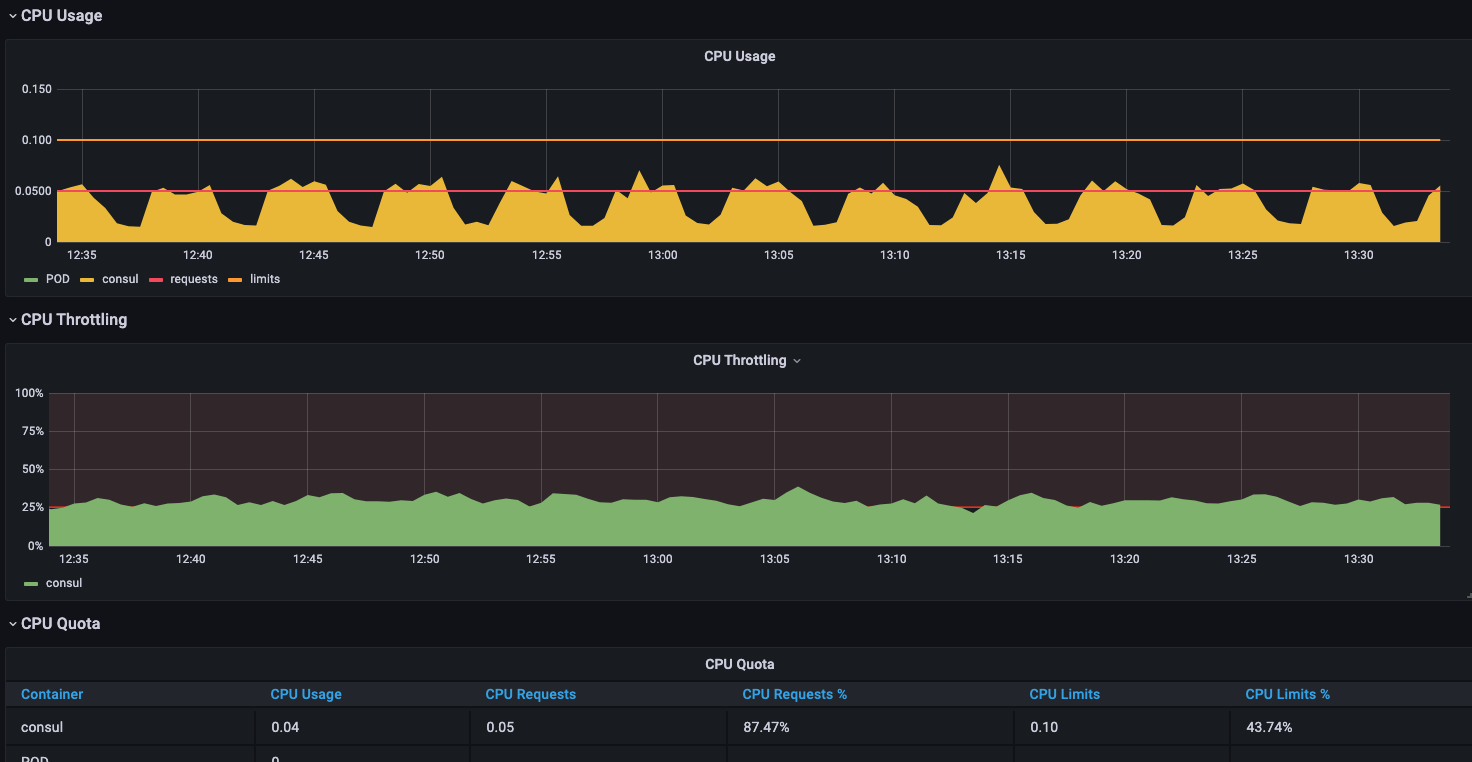 CPU Usage
CPU Usage
0.150
0.100
0.0500
0
12:35 12:40 12:45 12:50 12:55 13:00 13:05 13:10 13:15 13:20 13:25 13:30
POD consul requests limits
CPU Throttling
CPU Throttling
100%
75%
50%
25%
0%
12:35 12:40 12:45 12:50 12:55 13:00 13:05 13:10 13:15 13:20 13:25 13:30
consul
CPU Quota
CPU Quota
Container CPU Usage CPU Requests CPU Requests % CPU Limits CPU Limits %
consul 0.04 0.05 87.47% 0.10 43.74%
POD 0